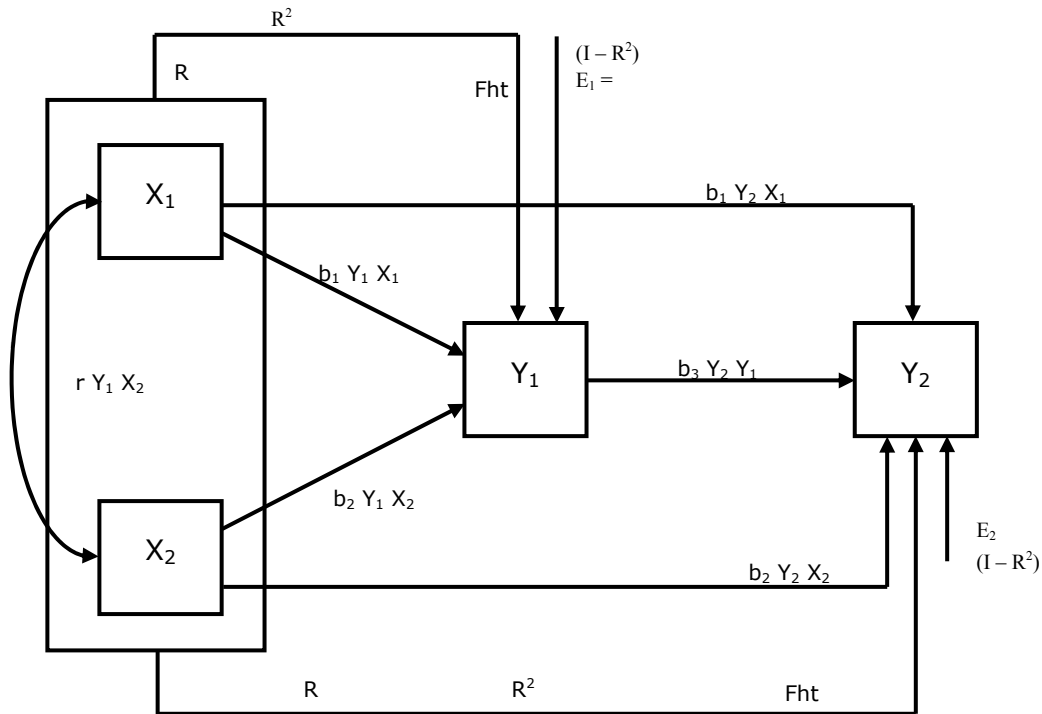 R²
(I – R²)
R
E₁ =
Fht
X₁
b₁ Y₂ X₁
b₁ Y₁ X₁
Y₁
Y₂
b₃ Y₂ Y₁
r Y₁ X₂
b₂ Y₁ X₂
X₂
E₂
(I – R²)
b₂ Y₂ X₂
R
R²
Fht